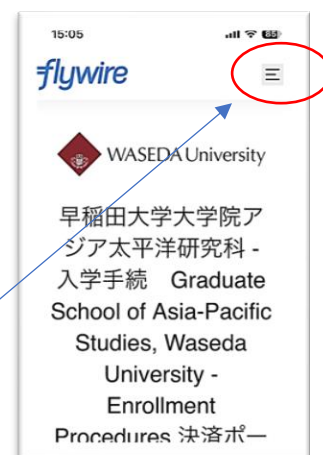 15:05
85
flywire
WASEDA University
早稲田大学大学院ア
ジア太平洋研究科 -
入学手続　Graduate
School of Asia-Pacific
Studies, Waseda
University -
Enrollment
Procedures 決済ポー